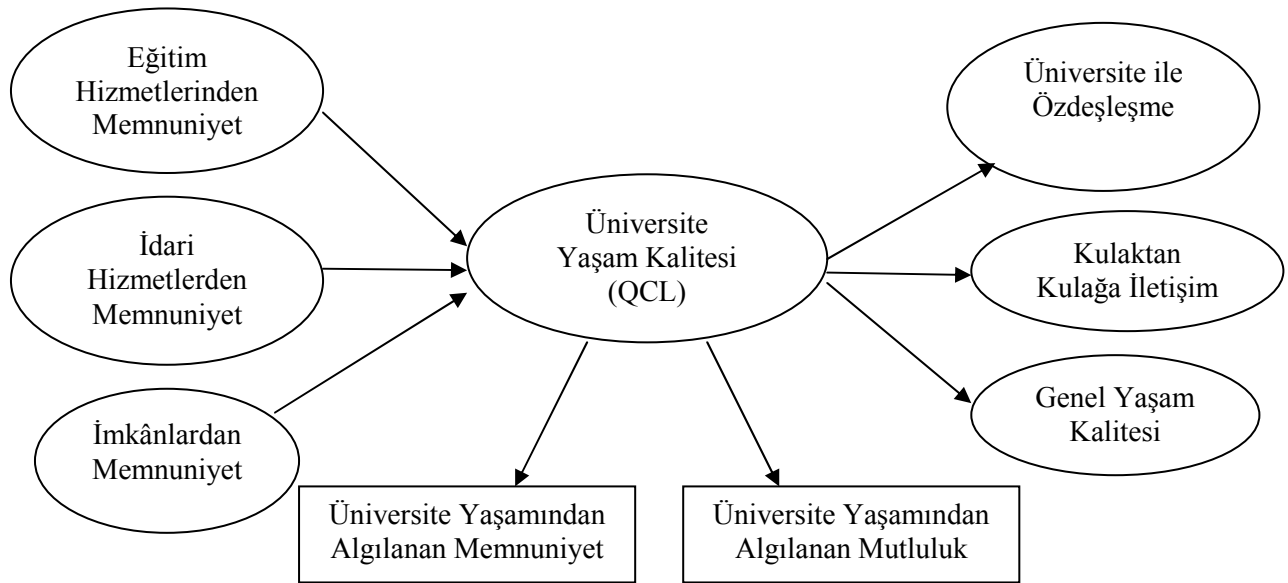 Eğitim
Hizmetlerinden
Memnuniyet
İdari
Hizmetlerden
Memnuniyet
İmkânlardan
Memnuniyet
Üniversite
Yaşam Kalitesi
(QCL)
Üniversite ile
Özdeşleşme
Kulaktan
Kulağa İletişim
Genel Yaşam
Kalitesi
Üniversite Yaşamından
Algılanan Memnuniyet
Üniversite Yaşamından
Algılanan Mutluluk